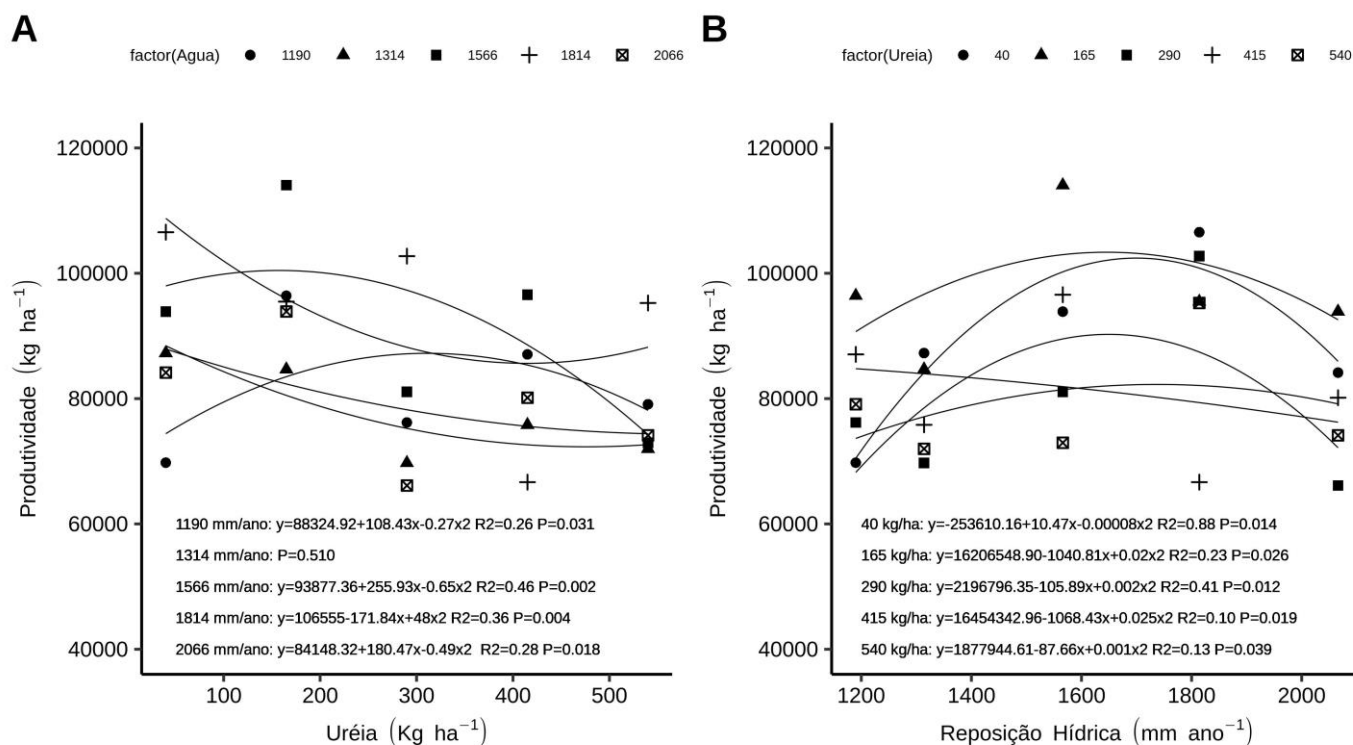 A
factor(Agua) 1190 1314 1566 1814 2066
120000
100000
80000
60000
40000
Produtividade (kg ha−1)
1190 mm/ano: y=88324.92+108.43x-0.27x2 R2=0.26 P=0.031
1314 mm/ano: P=0.510
1566 mm/ano: y=93877.36+255.93x-0.65x2 R2=0.46 P=0.002
1814 mm/ano: y=106555-171.84x+48x2 R2=0.36 P=0.004
2066 mm/ano: y=84148.32+180.47x-0.49x2 R2=0.28 P=0.018
100 200 300 400 500
Uréia (Kg ha−1)
B
factor(Ureia) 40 165 290 415 540
120000
100000
80000
60000
40000
Produtividade (kg ha−1)
40 kg/ha: y=-253610.16+10.47x-0.00008x2 R2=0.88 P=0.014
165 kg/ha: y=16206548.90-1040.81x+0.02x2 R2=0.23 P=0.026
290 kg/ha: y=2196796.35-105.89x+0.002x2 R2=0.41 P=0.012
415 kg/ha: y=16454342.96-1068.43x+0.025x2 R2=0.10 P=0.019
540 kg/ha: y=1877944.61-87.66x+0.001x2 R2=0.13 P=0.039
1200 1400 1600 1800 2000
Reposição Hídrica (mm ano−1)